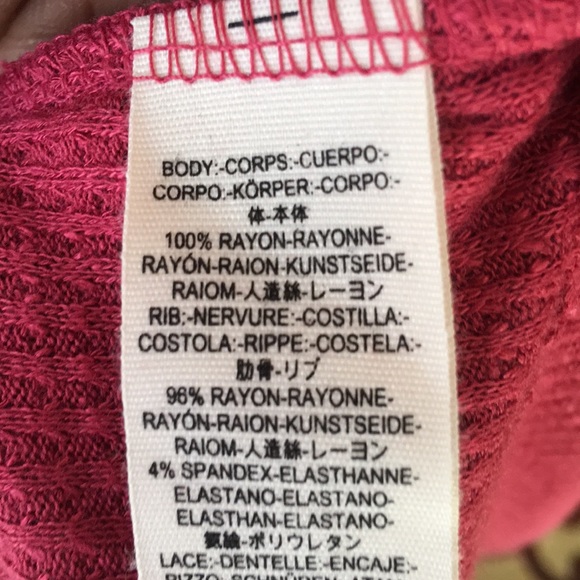 BODY:-CORPS:-CUERPO:-
CORPO:-KÖRPER:-CORPO:-
体-本体
100% RAYON-RAYONNE-
RAYÓN-RAION-KUNSTSEIDE-
RAIOM-人造絲-レーヨン
RIB:-NERVURE:-COSTILLA:-
COSTOLA:-RIPPE:-COSTELA:-
肋骨-リブ
96% RAYON-RAYONNE-
RAYÓN-RAION-KUNSTSEIDE-
RAIOM-人造絲-レーヨン
4% SPANDEX-ELASTHANNE-
ELASTANO-ELASTANO-
ELASTHAN-ELASTANO-
氨綸-ポリウレタン
LACE:-DENTELLE:-ENCAJE:-